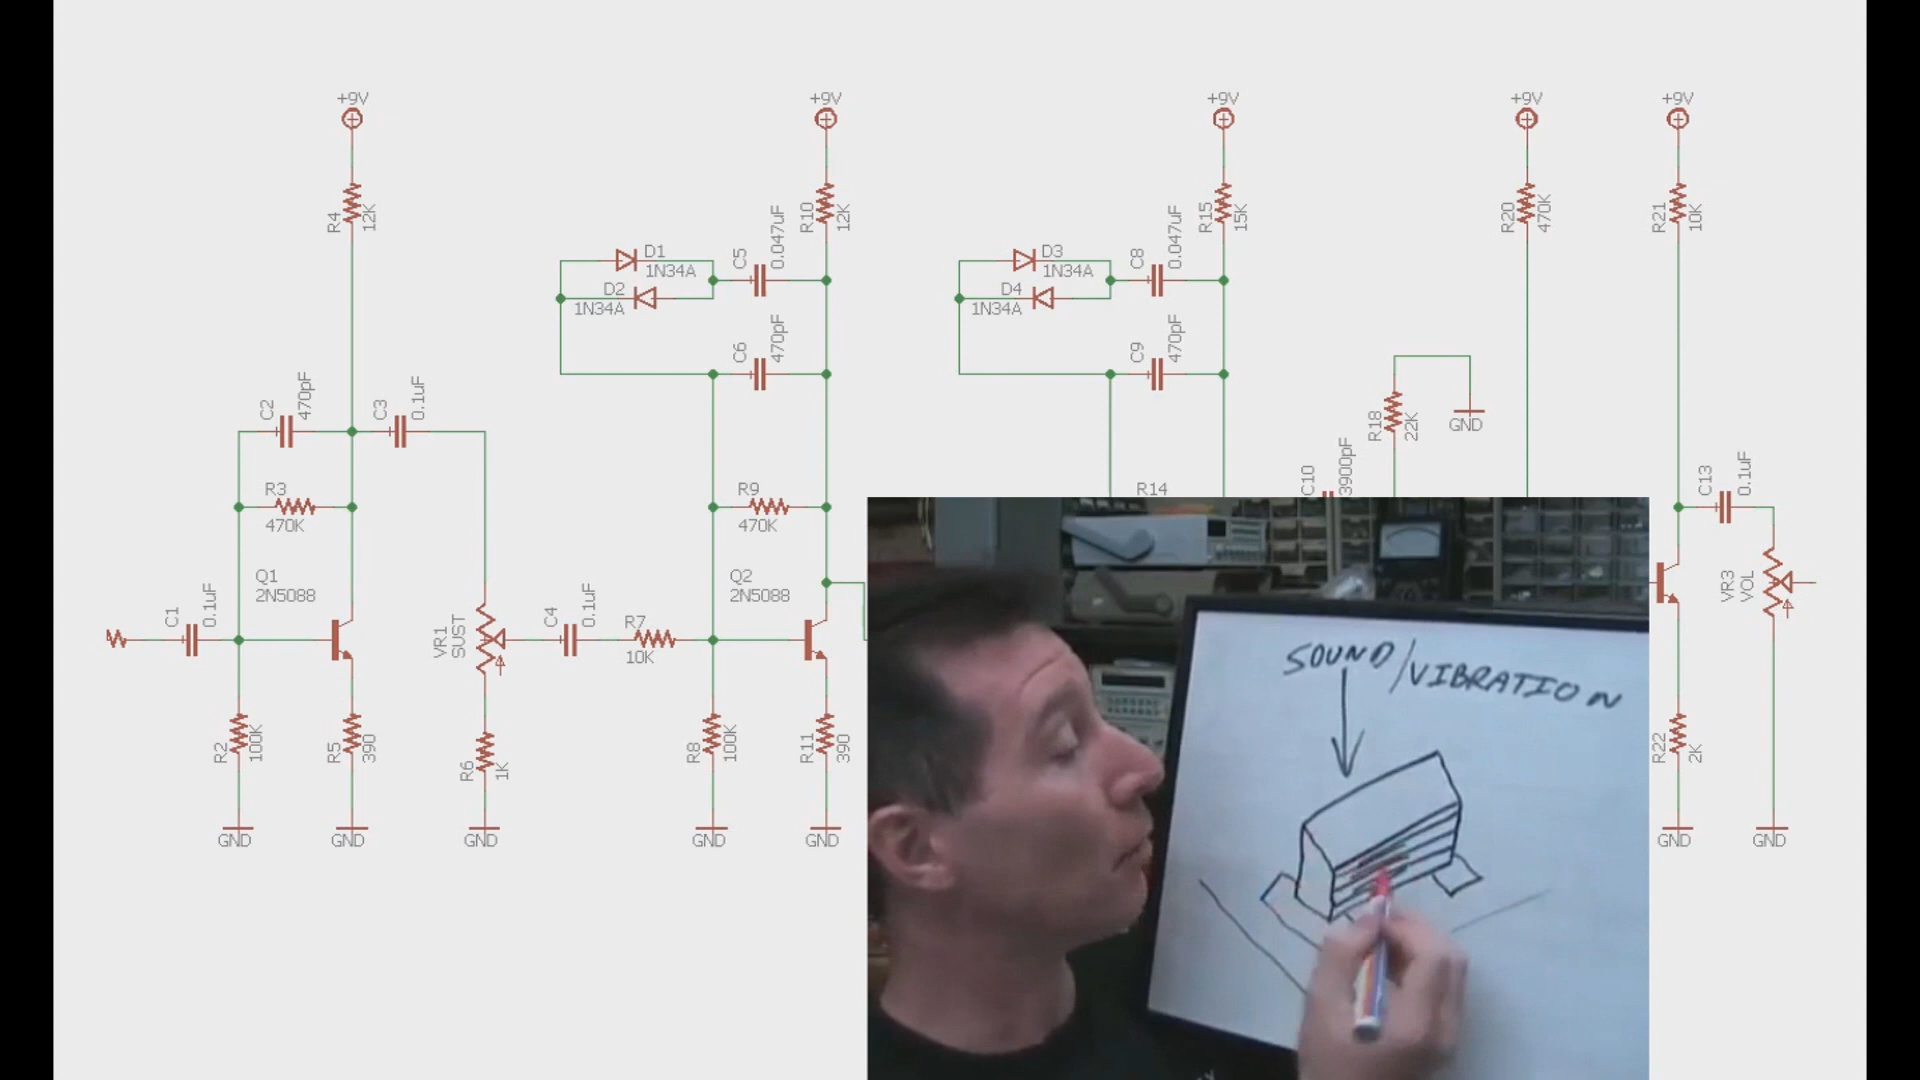 +9V
+9V
+9V
+9V
+9V
R4
12K
R10
12K
R15
15K
R20
470K
R21
10K
D1
1N34A
D2
1N34A
C5
0.047uF
D3
1N34A
D4
1N34A
C8
0.047uF
C6
470pF
C9
470pF
C2
470pF
C3
0.1uF
R18
22K
GND
C10
3900pF
C13
0.1uF
R3
470K
R9
470K
R14
Q1
2N5088
Q2
2N5088
C1
0.1uF
VR1
SUST
C4
0.1uF
R7
10K
VR3
VOL
SOUND/VIBRATION
R2
100K
R5
390
R6
1K
R8
100K
R11
390
R22
2K
GND
GND
GND
GND
GND
GND
GND